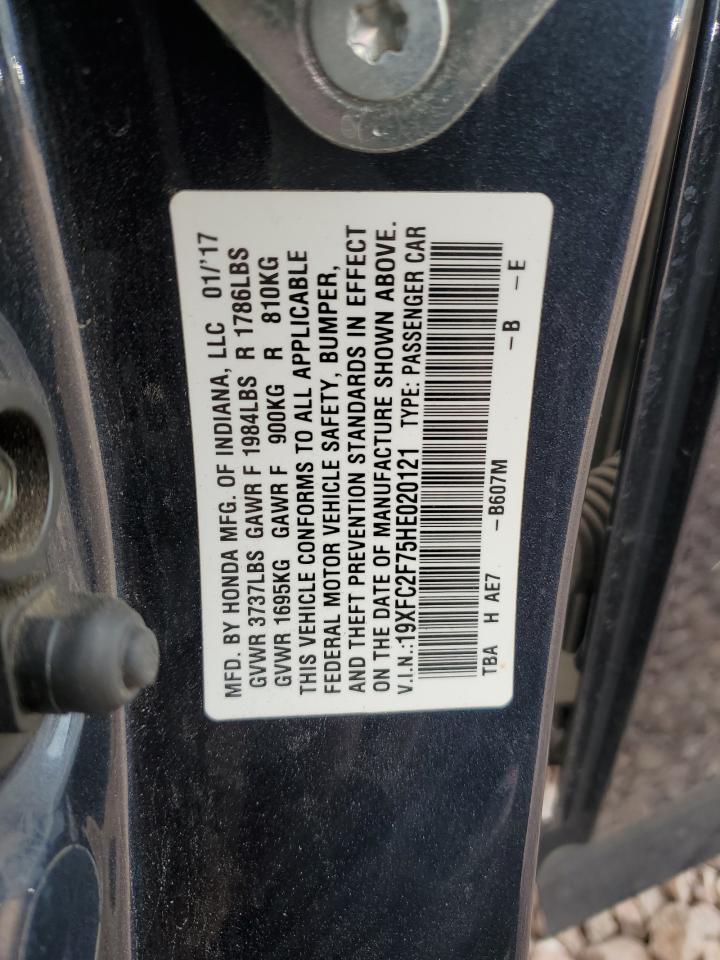 MFD. BY HONDA MFG. OF INDIANA, LLC 01/'17
GVWR 3737LBS GAWR F 1984LBS R 1786LBS
GVWR 1695KG GAWR F 900KG R 810KG
THIS VEHICLE CONFORMS TO ALL APPLICABLE
FEDERAL MOTOR VEHICLE SAFETY, BUMPER,
AND THEFT PREVENTION STANDARDS IN EFFECT
ON THE DATE OF MANUFACTURE SHOWN ABOVE.
V.I.N.:19XFC2F75HE020121 TYPE: PASSENGER CAR
TBA H AE7 -B607M -B -E